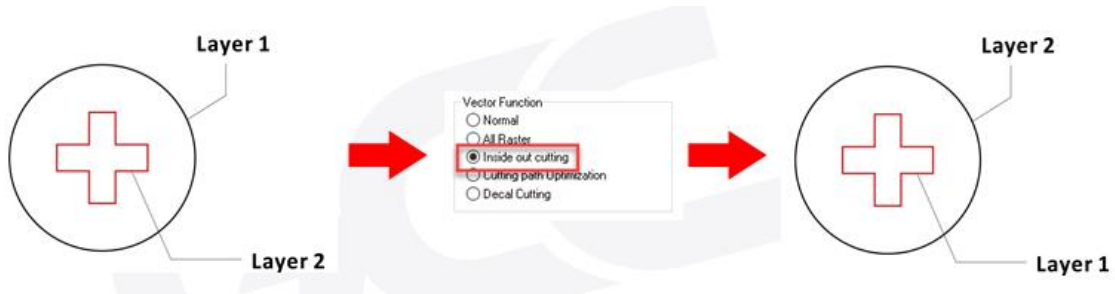 Layer 1
Layer 2
Vector Function
Normal
All Raster
Inside out cutting
Cutting path Optimization
Decal Cutting
Layer 2
Layer 1